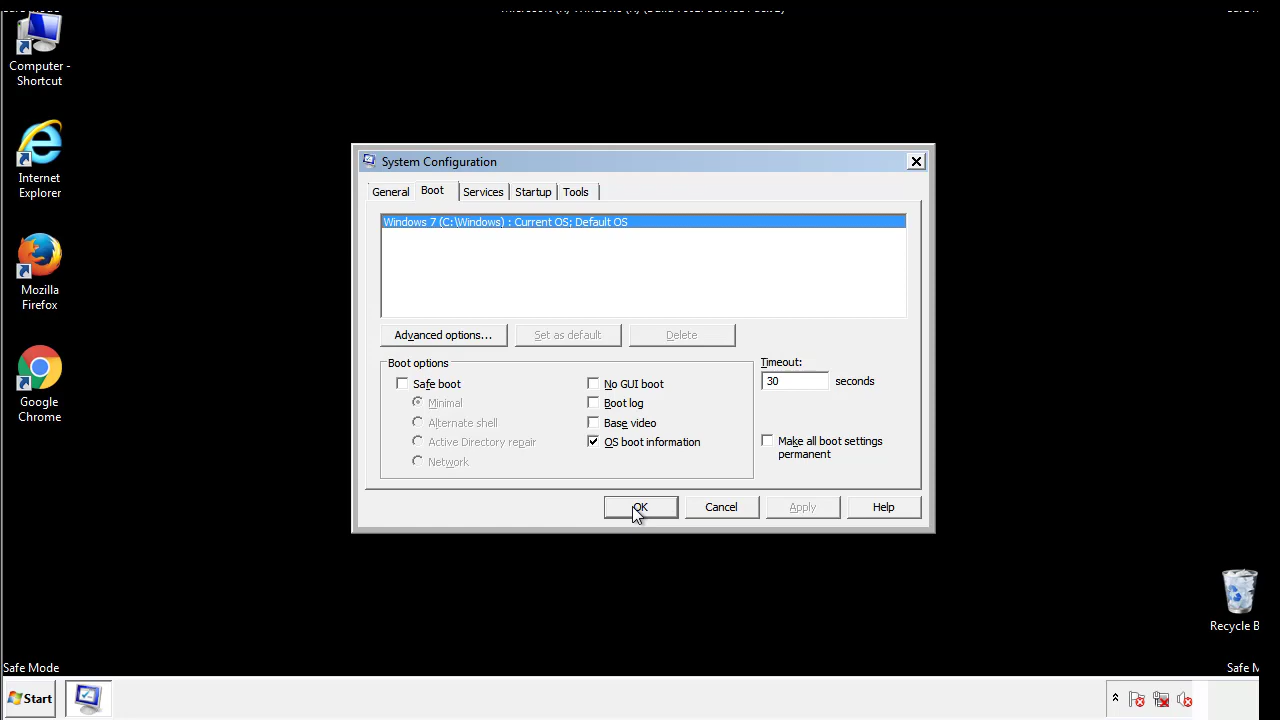 Computer -
Shortcut
Internet
Explorer
Mozilla
Firefox
Google
Chrome
System Configuration
General
Boot
Services
Startup
Tools
Windows 7 (C:\Windows) : Current OS; Default OS
Advanced options...
Set as default
Delete
Boot options
Safe boot
Minimal
Alternate shell
Active Directory repair
Network
No GUI boot
Boot log
Base video
OS boot information
Timeout:
30 seconds
Make all boot settings
permanent
OK
Cancel
Apply
Help
Recycle B
Safe Mode
Safe M
Start